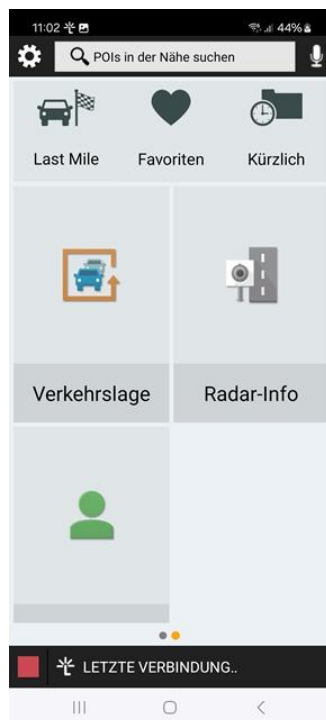 11:02
44%
POIs in der Nähe suchen
Last Mile Favoriten Kürzlich
Verkehrslage Radar-Info
LETZTE VERBINDUNG..